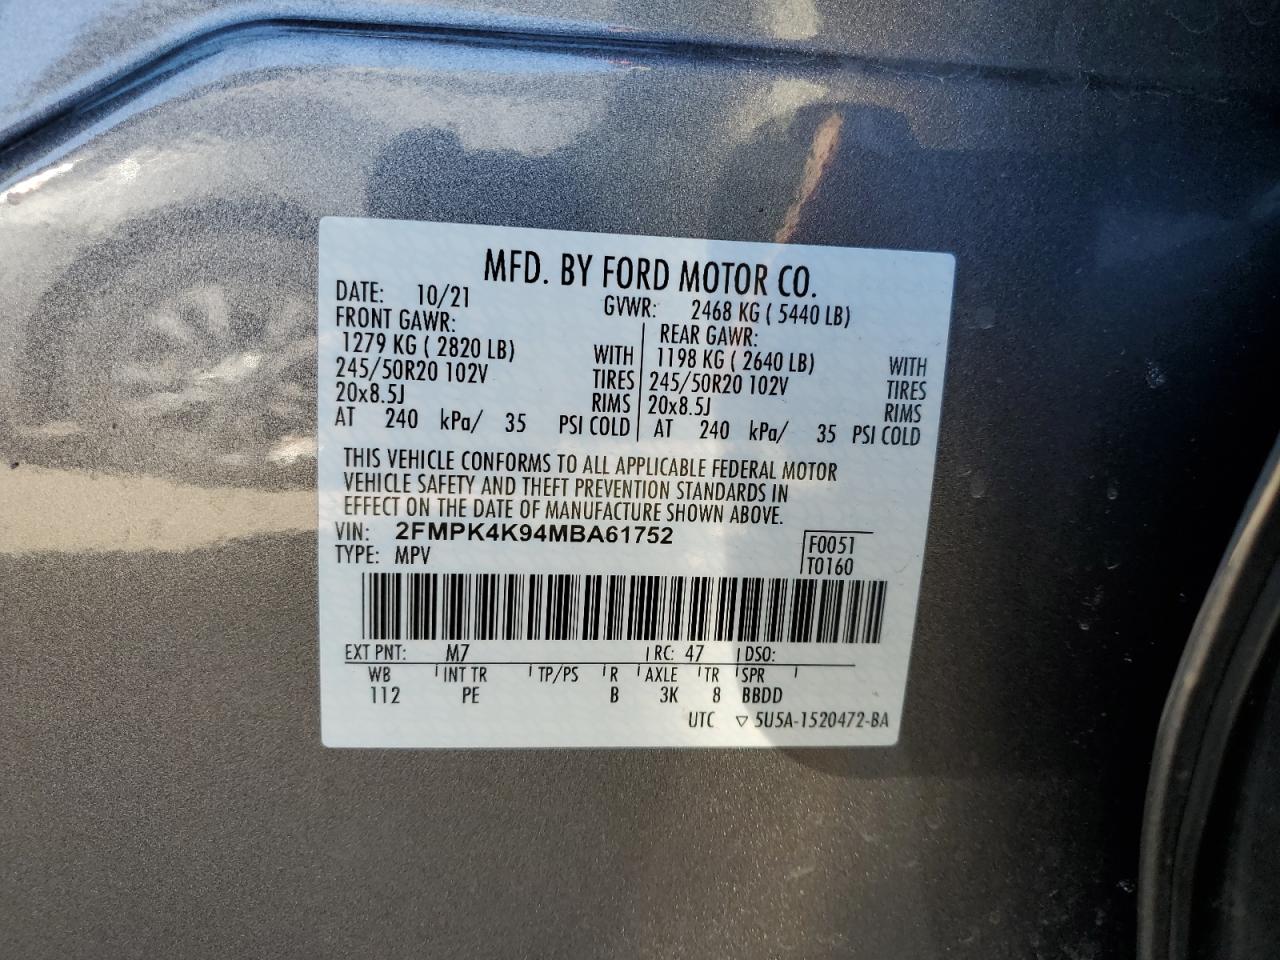 MFD. BY FORD MOTOR CO.
DATE: 10/21 GVWR: 2468 KG ( 5440 LB)
FRONT GAWR: REAR GAWR:
1279 KG ( 2820 LB) WITH 1198 KG ( 2640 LB) WITH
245/50R20 102V TIRES 245/50R20 102V TIRES
20x8.5J RIMS 20x8.5J RIMS
AT 240 kPa/ 35 PSI COLD AT 240 kPa/ 35 PSI COLD
THIS VEHICLE CONFORMS TO ALL APPLICABLE FEDERAL MOTOR
VEHICLE SAFETY AND THEFT PREVENTION STANDARDS IN
EFFECT ON THE DATE OF MANUFACTURE SHOWN ABOVE.
VIN: 2FMPK4K94MBA61752 F0051
TYPE: MPV T0160
EXT PNT: M7 RC: 47 DSO:
WB INT TR TP/PS R AXLE TR SPR
112 PE B 3K 8 BBDD
UTC ▽ 5U5A-1520472-BA